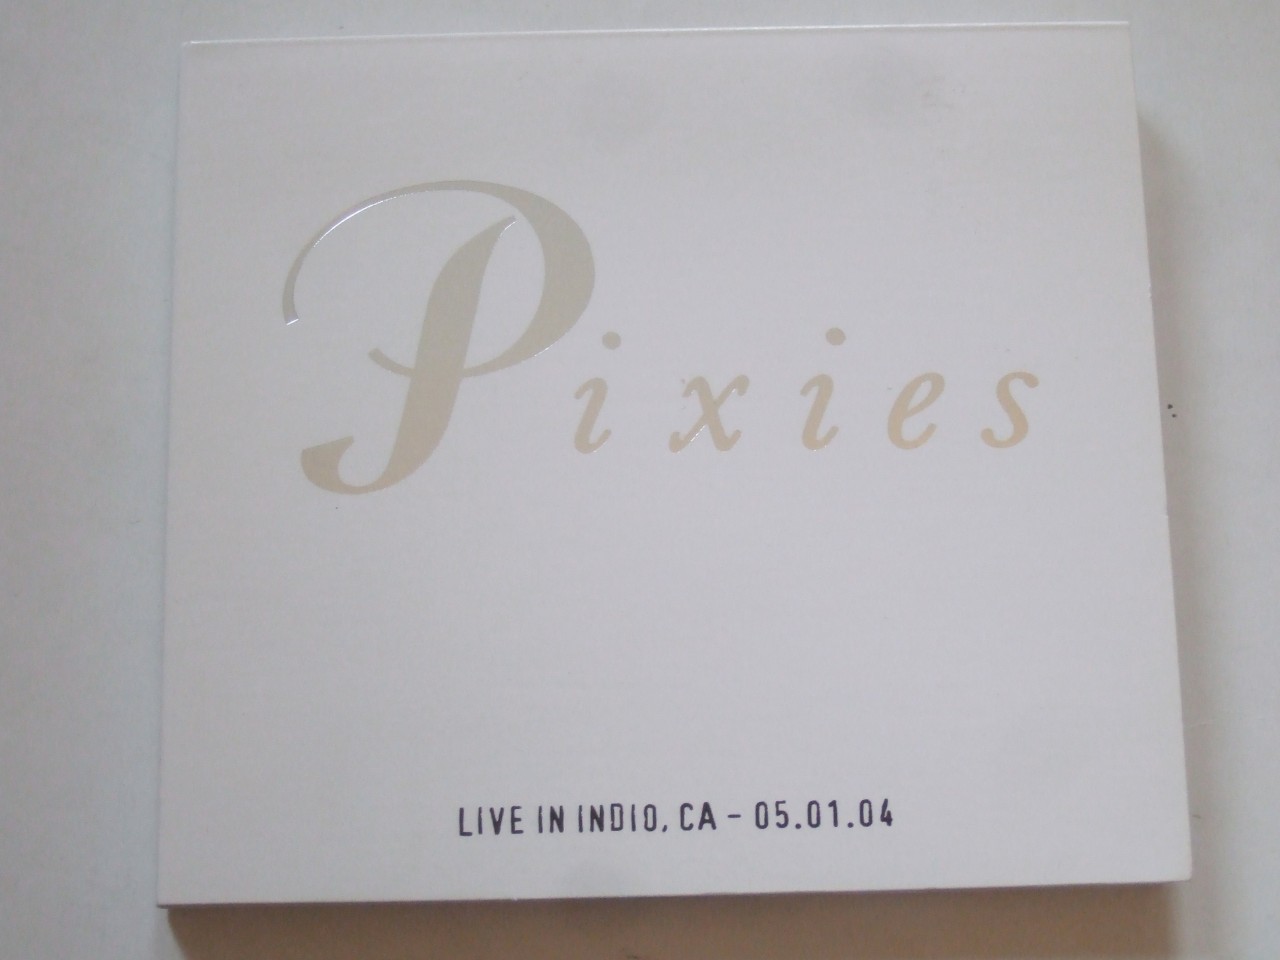 Pixies
LIVE IN INDIO, CA - 05.01.04